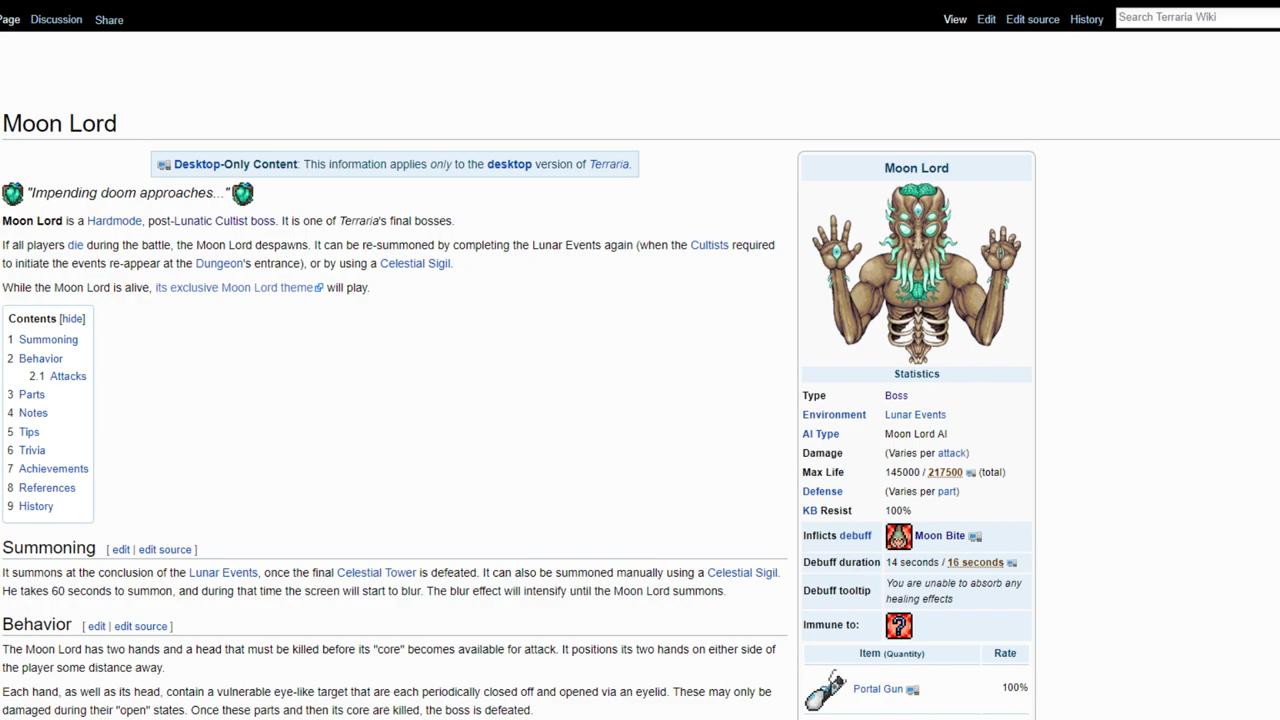 Page Discussion Share View Edit Edit source History Search Terraria Wiki
Moon Lord
Desktop-Only Content: This information applies only to the desktop version of Terraria.
"Impending doom approaches..."
Moon Lord is a Hardmode, post-Lunatic Cultist boss. It is one of Terraria's final bosses.
If all players die during the battle, the Moon Lord despawns. It can be re-summoned by completing the Lunar Events again (when the Cultists required
to initiate the events re-appear at the Dungeon's entrance), or by using a Celestial Sigil.
While the Moon Lord is alive, its exclusive Moon Lord theme will play.
Contents [hide]
1 Summoning
2 Behavior
2.1 Attacks
3 Parts
4 Notes
5 Tips
6 Trivia
7 Achievements
8 References
9 History
Summoning [ edit | edit source ]
It summons at the conclusion of the Lunar Events, once the final Celestial Tower is defeated. It can also be summoned manually using a Celestial Sigil.
He takes 60 seconds to summon, and during that time the screen will start to blur. The blur effect will intensify until the Moon Lord summons.
Behavior [ edit | edit source ]
The Moon Lord has two hands and a head that must be killed before its "core" becomes available for attack. It positions its two hands on either side of
the player some distance away.
Each hand, as well as its head, contain a vulnerable eye-like target that are each periodically closed off and opened via an eyelid. These may only be
damaged during their "open" states. Once these parts and then its core are killed, the boss is defeated.
Moon Lord
Statistics
Type Boss
Environment Lunar Events
AI Type Moon Lord AI
Damage (Varies per attack)
Max Life 145000 / 217500 (total)
Defense (Varies per part)
KB Resist 100%
Inflicts debuff Moon Bite
Debuff duration 14 seconds / 16 seconds
Debuff tooltip You are unable to absorb any
healing effects
Immune to: ?
Item (Quantity) Rate
Portal Gun 100%